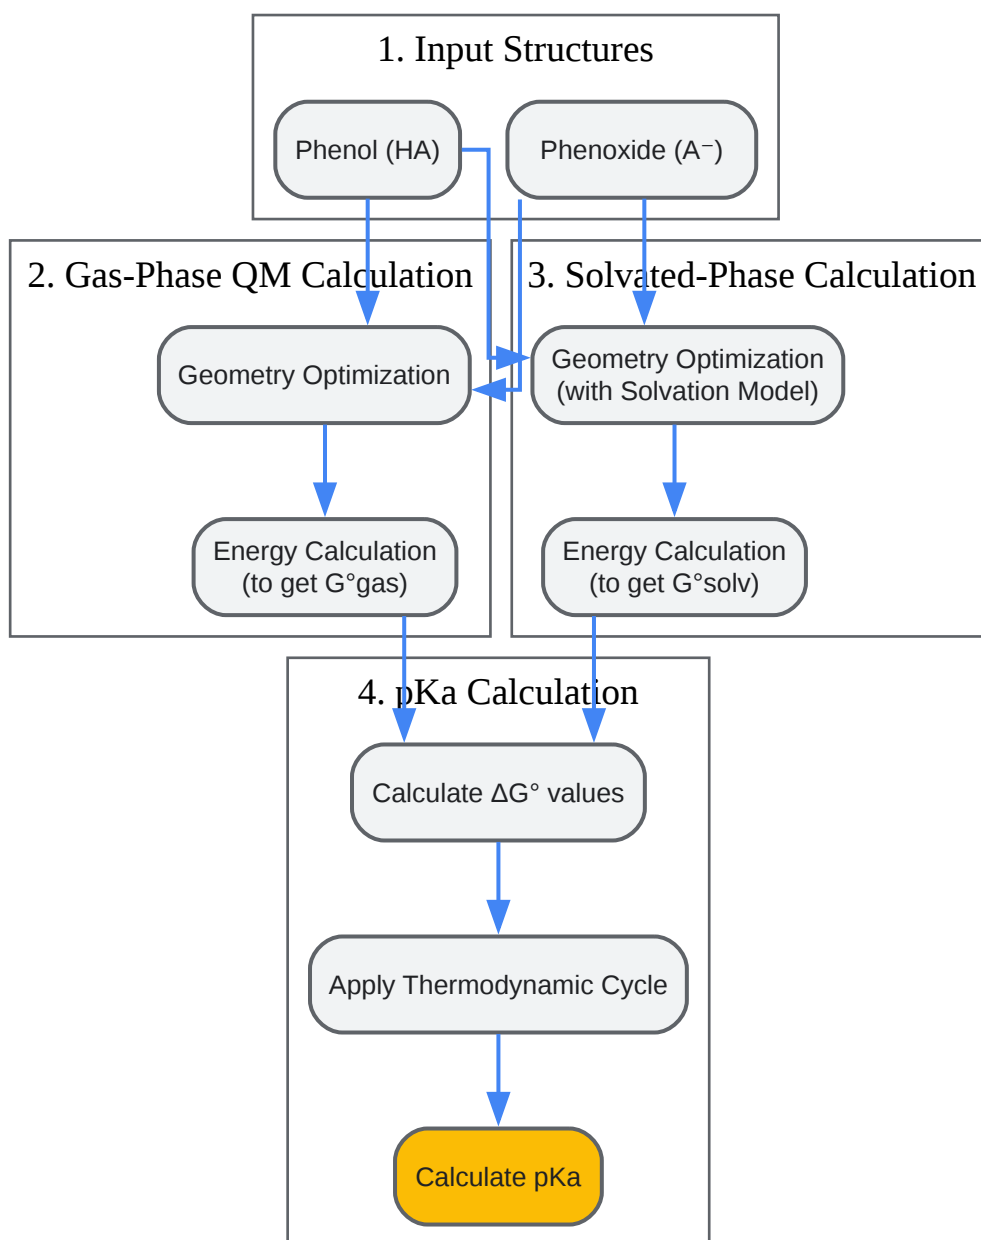 1. Input Structures
Phenol (HA)
Phenoxide (A⁻)
2. Gas-Phase QM Calculation
3. Solvated-Phase Calculation
Geometry Optimization
Geometry Optimization
(with Solvation Model)
Energy Calculation
(to get G°gas)
Energy Calculation
(to get G°solv)
4. pKa Calculation
Calculate ΔG° values
Apply Thermodynamic Cycle
Calculate pKa